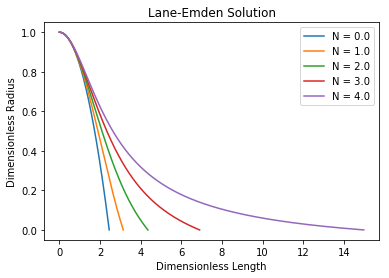 Lane-Emden Solution
Dimensionless Radius
1.0
0.8
0.6
0.4
0.2
0.0
N = 0.0
N = 1.0
N = 2.0
N = 3.0
N = 4.0
0 2 4 6 8 10 12 14
Dimensionless Length